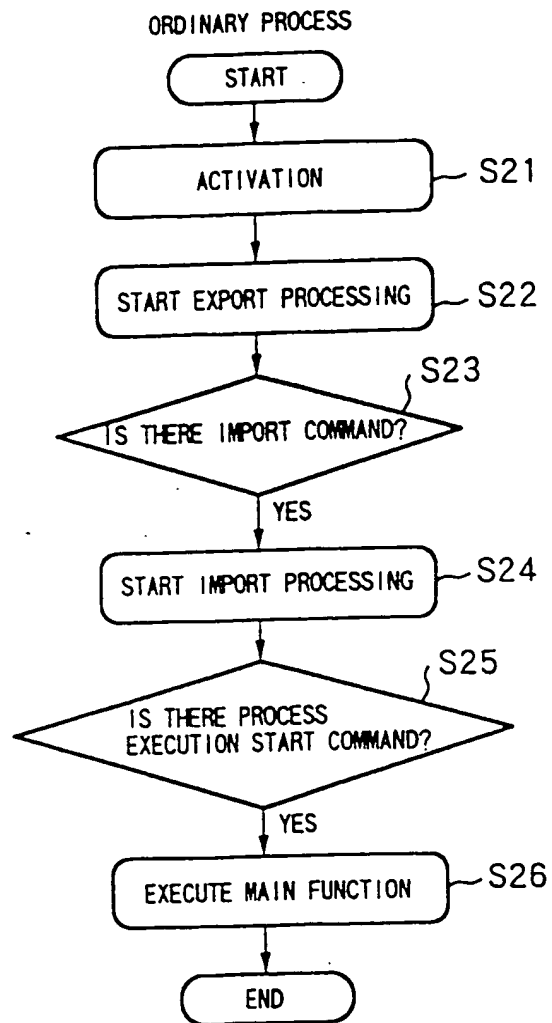 ORDINARY PROCESS
START
ACTIVATION
S21
START EXPORT PROCESSING
S22
S23
IS THERE IMPORT COMMAND?
YES
START IMPORT PROCESSING
S24
S25
IS THERE PROCESS
EXECUTION START COMMAND?
YES
EXECUTE MAIN FUNCTION
S26
END